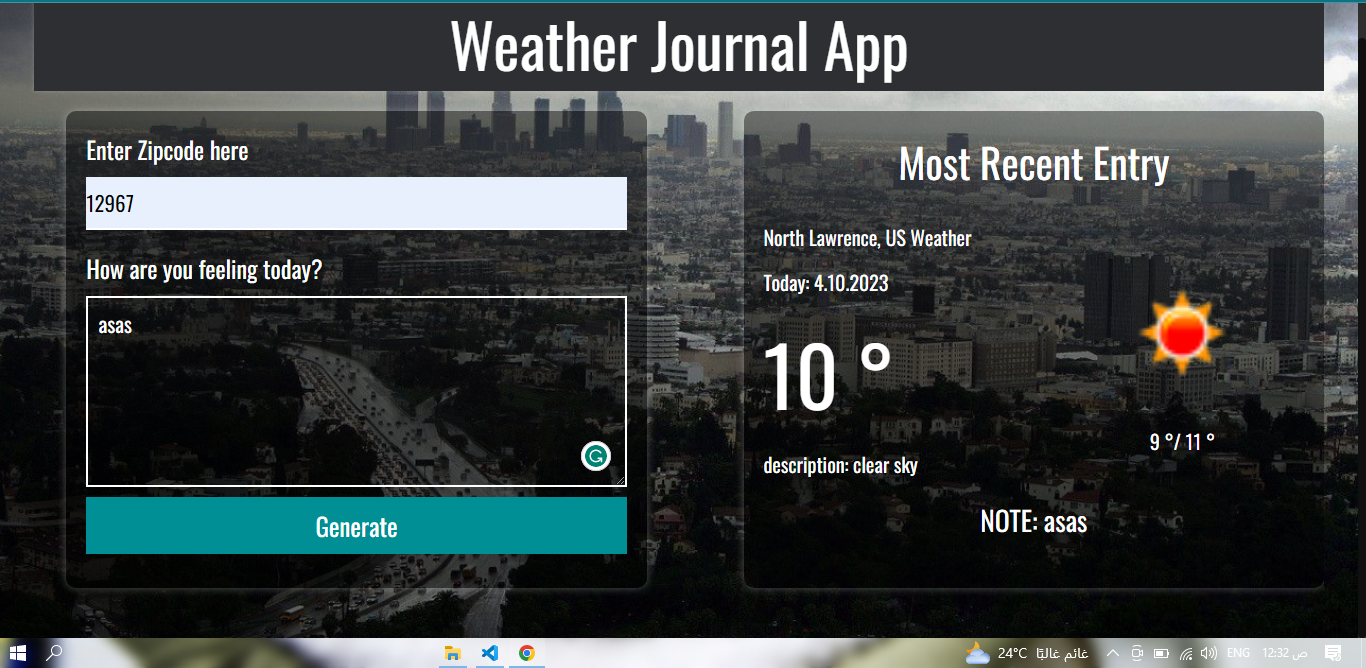 Weather Journal App
Enter Zipcode here
12967
How are you feeling today?
asas
Generate
Most Recent Entry
North Lawrence, US Weather
Today: 4.10.2023
10 °
9 °/ 11 °
description: clear sky
NOTE: asas
24°C غائم غالبًا
ENG
12:32 ص